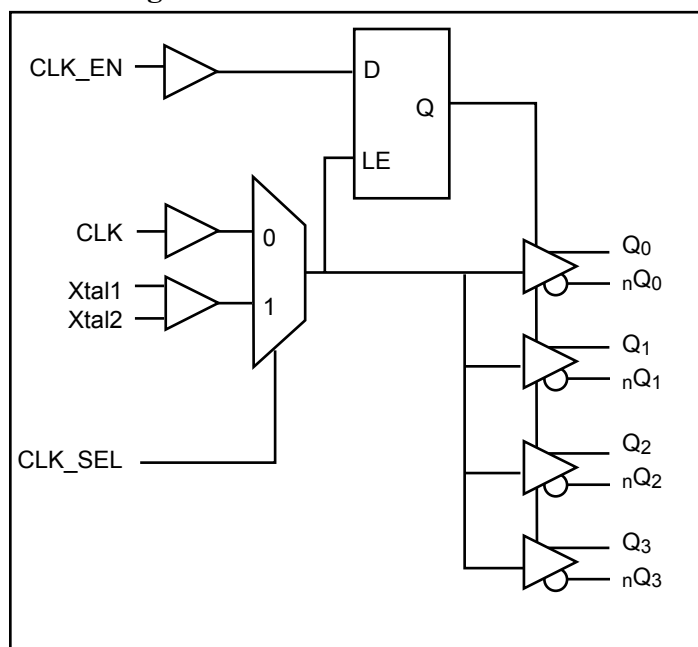 CLK_EN
D
Q
LE
CLK
0
Xtal1
1
Xtal2
CLK_SEL
Q0
nQ0
Q1
nQ1
Q2
nQ2
Q3
nQ3